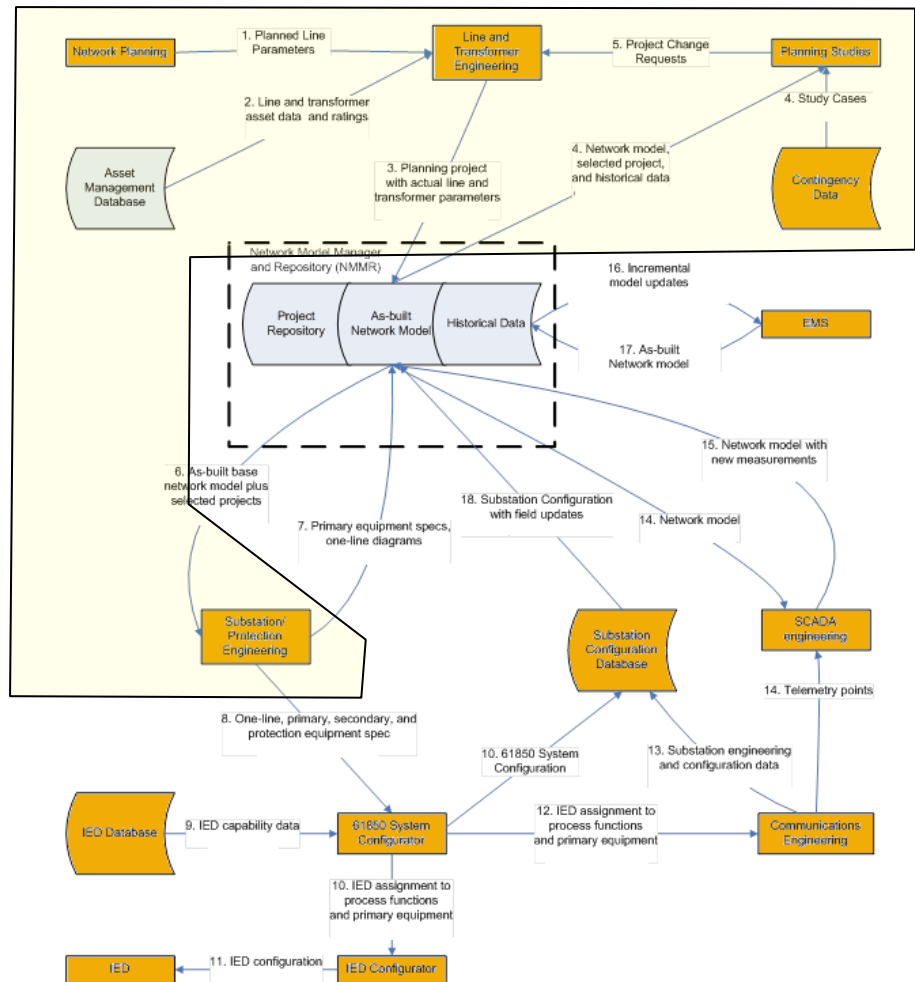 Network Planning
1. Planned Line
Parameters
Line and
Transformer
Engineering
5. Project Change
Requests
Planning Studies
2. Line and transformer
asset data and ratings
4. Study Cases
Asset
Management
Database
3. Planning project
with actual line and
transformer parameters
4. Network model,
selected project,
and historical data
Contingency
Data
Network Model Manager
and Repository (NMMR)
Project
Repository
As-built
Network Model
Historical Data
16. Incremental
model updates
EMS
17. As-built
Network model
6. As-built base
network model plus
selected projects
7. Primary equipment specs,
one-line diagrams
18. Substation Configuration
with field updates
14. Network model
15. Network model with
new measurements
Substation/
Protection
Engineering
Substation
Configuration
Database
SCADA
engineering
14. Telemetry points
8. One-line, primary, secondary, and
protection equipment spec
10. 61850 System
Configuration
13. Substation engineering
and configuration data
IED Database
9. IED capability data
61850 System
Configurator
12. IED assignment to
process functions
and primary equipment
Communications
Engineering
10. IED assignment to
process functions
and primary equipment
IED
11. IED configuration
IED Configurator